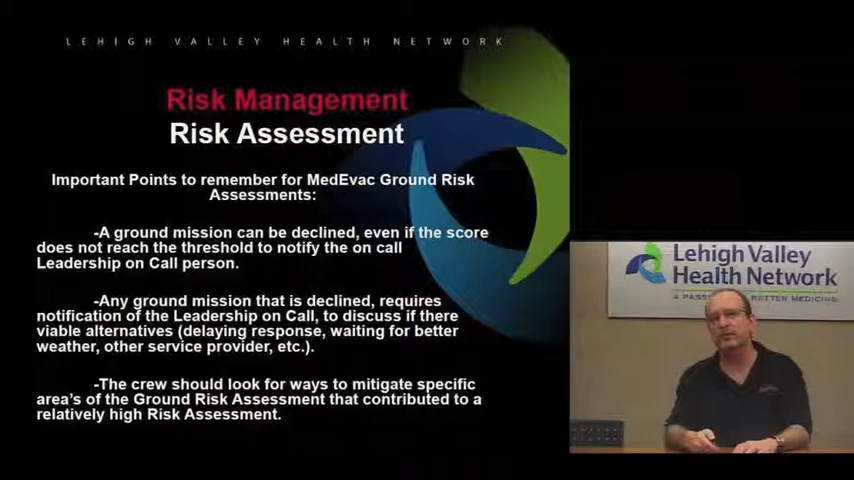 LEHIGH VALLEY HEALTH NETWORK
Risk Management
Risk Assessment
Important Points to remember for MedEvac Ground Risk
Assessments:
-A ground mission can be declined, even if the score
does not reach the threshold to notify the on call
Leadership on Call person.
-Any ground mission that is declined, requires
notification of the Leadership on Call, to discuss if there
viable alternatives (delaying response, waiting for better
weather, other service provider, etc.).
-The crew should look for ways to mitigate specific
area's of the Ground Risk Assessment that contributed to a
relatively high Risk Assessment.
Lehigh Valley
Health Network
A BETTER MEDICINE.